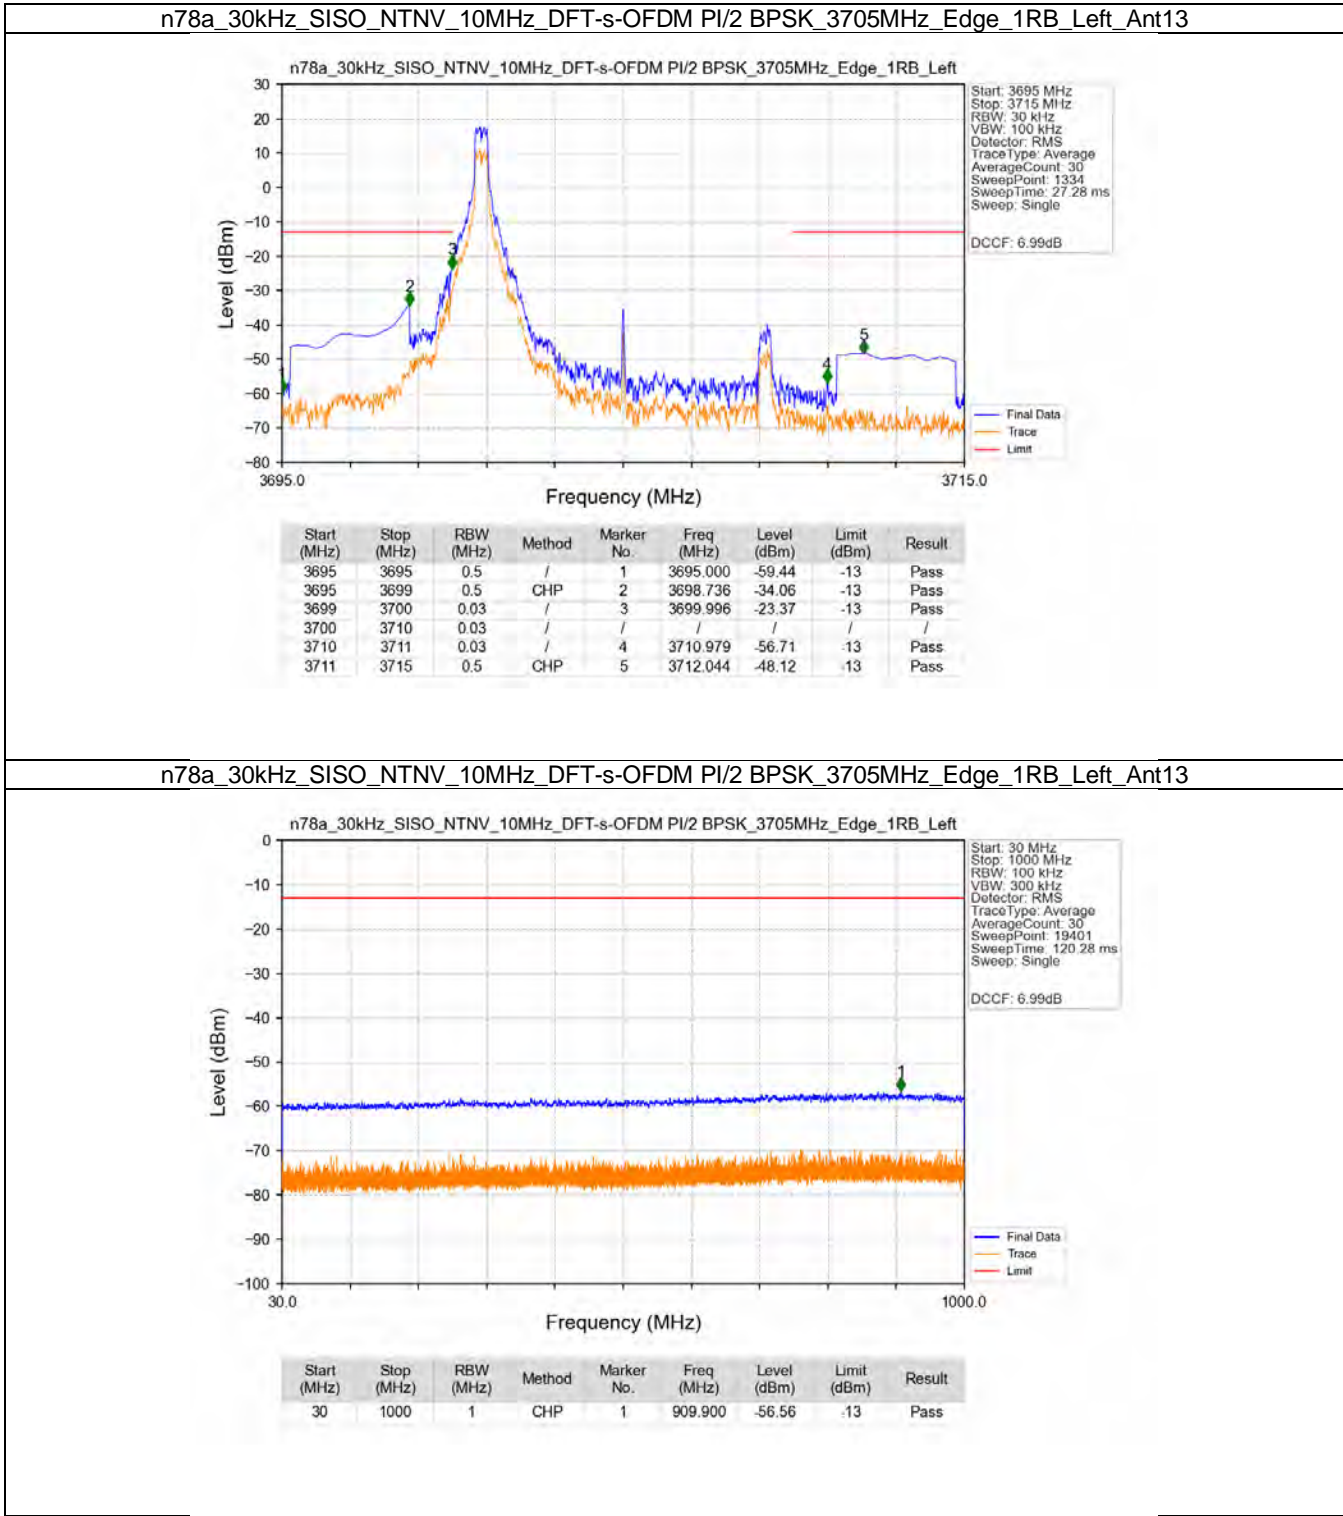 n78a_30kHz_SISO_NTNV_10MHz_DFT-s-OFDM PI/2 BPSK_3705MHz_Edge_1RB_Left_Ant13
n78a_30kHz_SISO_NTNV_10MHz_DFT-s-OFDM PI/2 BPSK_3705MHz_Edge_1RB_Left
Start: 3695 MHz
Stop: 3715 MHz
RBW: 30 kHz
VBW: 100 kHz
Detector: RMS
TraceType: Average
AverageCount: 30
SweepPoint: 1334
SweepTime: 27.28 ms
Sweep: Single
DCCF: 6.99dB
Level (dBm)
30
20
10
0
−10
−20
−30
−40
−50
−60
−70
−80
2
3
4
5
Final Data
Trace
Limit
3695.0
3715.0
Frequency (MHz)
Start (MHz) Stop (MHz) RBW (MHz) Method Marker No. Freq (MHz) Level (dBm) Limit (dBm) Result
3695 3695 0.5 / 1 3695.000 -59.44 -13 Pass
3695 3699 0.5 CHP 2 3698.736 -34.06 -13 Pass
3699 3700 0.03 / 3 3699.996 -23.37 -13 Pass
3700 3710 0.03 / / / / / /
3710 3711 0.03 / 4 3710.979 -56.71 -13 Pass
3711 3715 0.5 CHP 5 3712.044 -48.12 -13 Pass
n78a_30kHz_SISO_NTNV_10MHz_DFT-s-OFDM PI/2 BPSK_3705MHz_Edge_1RB_Left_Ant13
n78a_30kHz_SISO_NTNV_10MHz_DFT-s-OFDM PI/2 BPSK_3705MHz_Edge_1RB_Left
Start: 30 MHz
Stop: 1000 MHz
RBW: 100 kHz
VBW: 300 kHz
Detector: RMS
TraceType: Average
AverageCount: 30
SweepPoint: 19401
SweepTime: 120.28 ms
Sweep: Single
DCCF: 6.99dB
Level (dBm)
0
−10
−20
−30
−40
−50
−60
−70
−80
−90
−100
1
Final Data
Trace
Limit
30.0
1000.0
Frequency (MHz)
Start (MHz) Stop (MHz) RBW (MHz) Method Marker No. Freq (MHz) Level (dBm) Limit (dBm) Result
30 1000 1 CHP 1 909.900 -56.56 -13 Pass